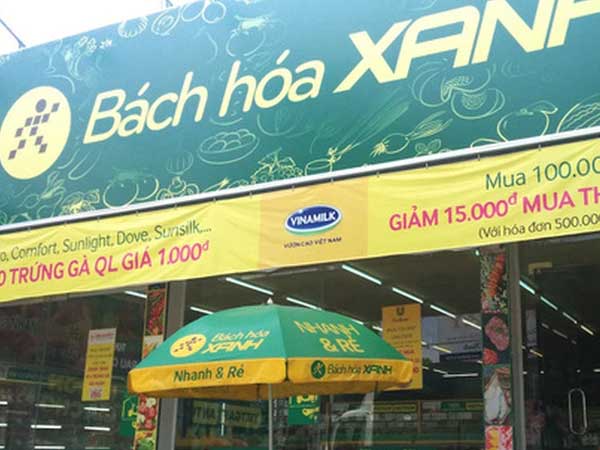 Bách hóa XANH
Mua 100.00
o, Comfort, Sunlight, Dove, Sunsilk,...
VINAMILK
GIẢM 15.000đ MUA TH
0 TRỨNG GÀ QL GIÁ 1.000đ
VƯƠN CAO VIỆT NAM
(Với hóa đơn 500.000
Bách hóa
XANH
NHANH
& RẺ
Nhanh & Rẻ
Bách hóa XANH